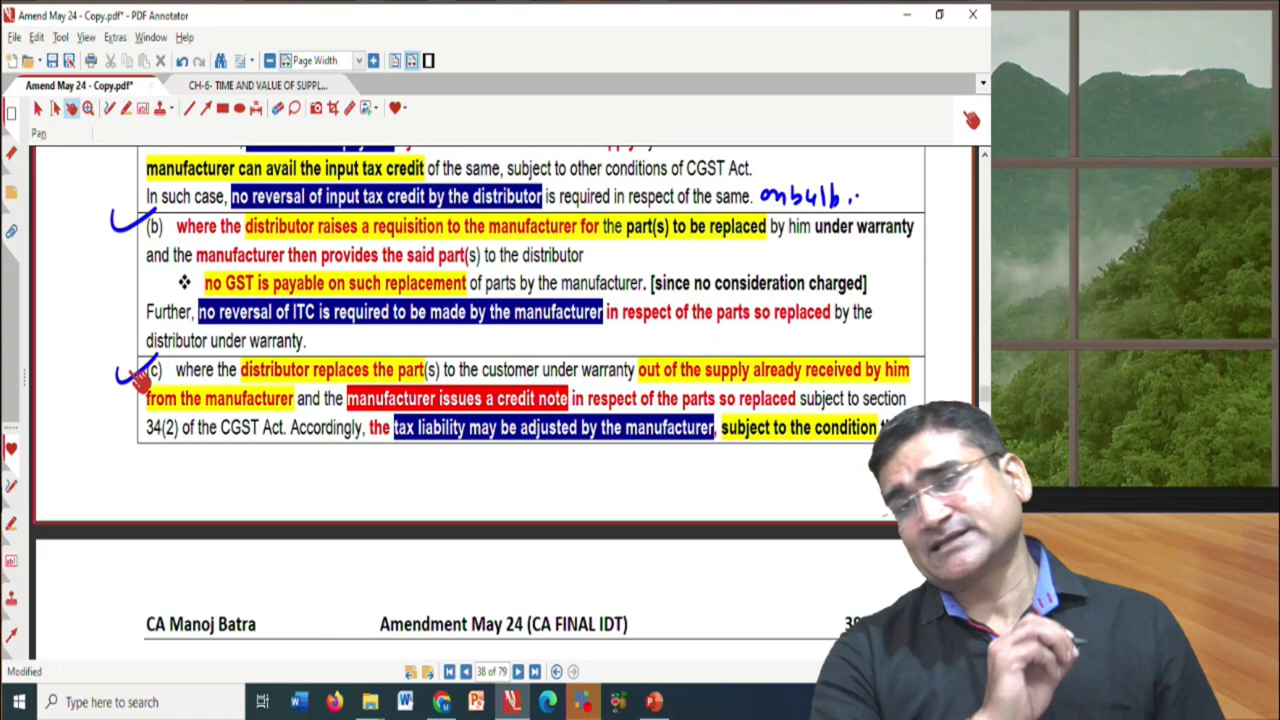 Amend May 24 - Copy.pdf* - PDF Annotator
File Edit Tool View Extras Window Help
Page Width
Amend May 24 - Copy.pdf* CH-6- TIME AND VALUE OF SUPPL...
Pan
manufacturer can avail the input tax credit of the same, subject to other conditions of CGST Act.
In such case, no reversal of input tax credit by the distributor is required in respect of the same. on bulb.
(b) where the distributor raises a requisition to the manufacturer for the part(s) to be replaced by him under warranty
and the manufacturer then provides the said part(s) to the distributor
❖ no GST is payable on such replacement of parts by the manufacturer. [since no consideration charged]
Further, no reversal of ITC is required to be made by the manufacturer in respect of the parts so replaced by the
distributor under warranty.
(c) where the distributor replaces the part(s) to the customer under warranty out of the supply already received by him
from the manufacturer and the manufacturer issues a credit note in respect of the parts so replaced subject to section
34(2) of the CGST Act. Accordingly, the tax liability may be adjusted by the manufacturer, subject to the condition
CA Manoj Batra Amendment May 24 (CA FINAL IDT)
Modified 38 of 79
Type here to search